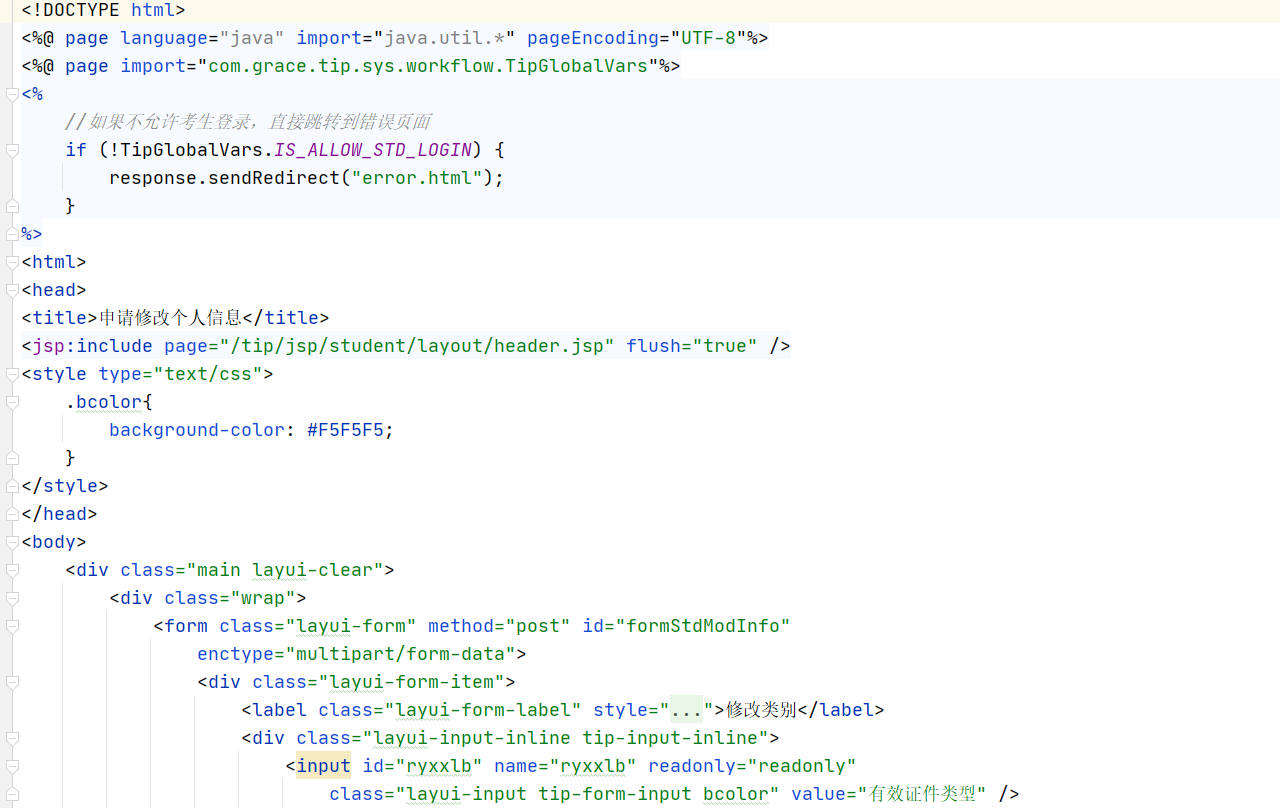 <!DOCTYPE html>
<%@ page language="java" import="java.util.*" pageEncoding="UTF-8"%>
<%@ page import="com.grace.tip.sys.workflow.TipGlobalVars"%>
<%
    //如果不允许考生登录，直接跳转到错误页面
    if (!TipGlobalVars.IS_ALLOW_STD_LOGIN) {
        response.sendRedirect("error.html");
    }
%>
<html>
<head>
<title>申请修改个人信息</title>
<jsp:include page="/tip/jsp/student/layout/header.jsp" flush="true" />
<style type="text/css">
    .bcolor{
        background-color: #F5F5F5;
    }
</style>
</head>
<body>
    <div class="main layui-clear">
        <div class="wrap">
            <form class="layui-form" method="post" id="formStdModInfo"
                enctype="multipart/form-data">
                <div class="layui-form-item">
                    <label class="layui-form-label" style="...">修改类别</label>
                    <div class="layui-input-inline tip-input-inline">
                        <input id="ryxxlb" name="ryxxlb" readonly="readonly"
                            class="layui-input tip-form-input bcolor" value="有效证件类型" />